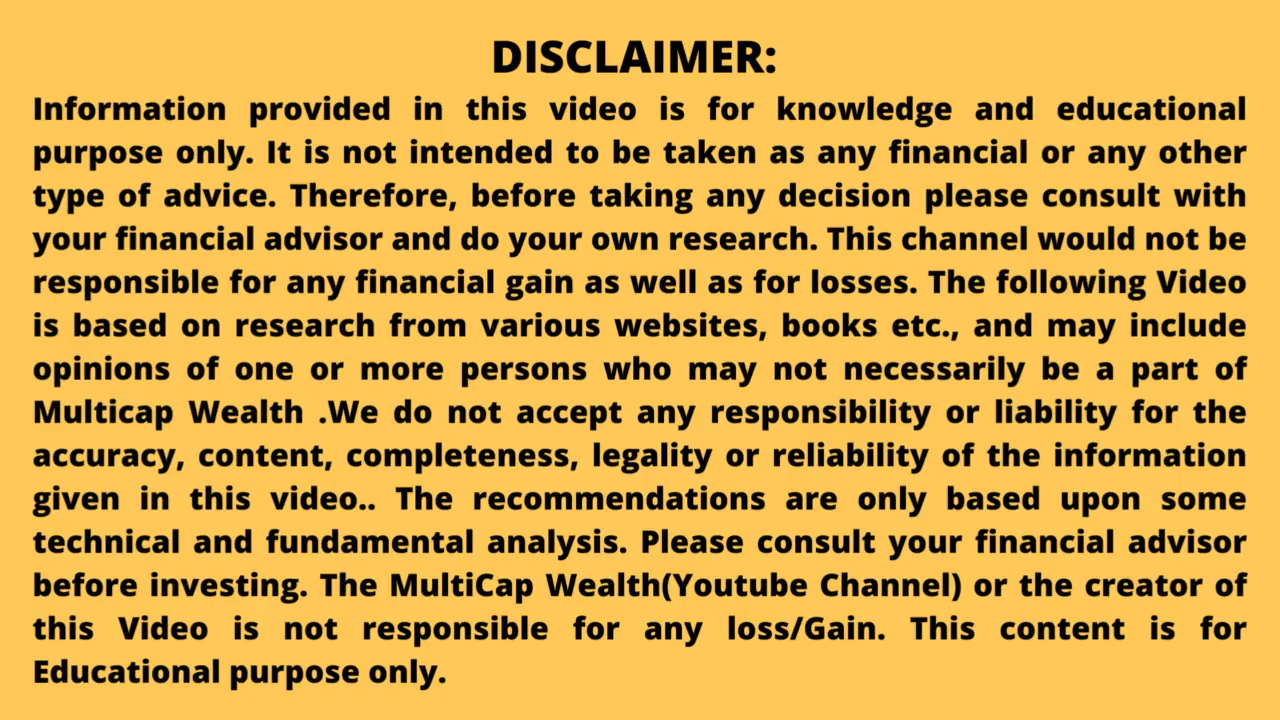 DISCLAIMER:
Information provided in this video is for knowledge and educational
purpose only. It is not intended to be taken as any financial or any other
type of advice. Therefore, before taking any decision please consult with
your financial advisor and do your own research. This channel would not be
responsible for any financial gain as well as for losses. The following Video
is based on research from various websites, books etc., and may include
opinions of one or more persons who may not necessarily be a part of
Multicap Wealth .We do not accept any responsibility or liability for the
accuracy, content, completeness, legality or reliability of the information
given in this video.. The recommendations are only based upon some
technical and fundamental analysis. Please consult your financial advisor
before investing. The MultiCap Wealth(Youtube Channel) or the creator of
this Video is not responsible for any loss/Gain. This content is for
Educational purpose only.